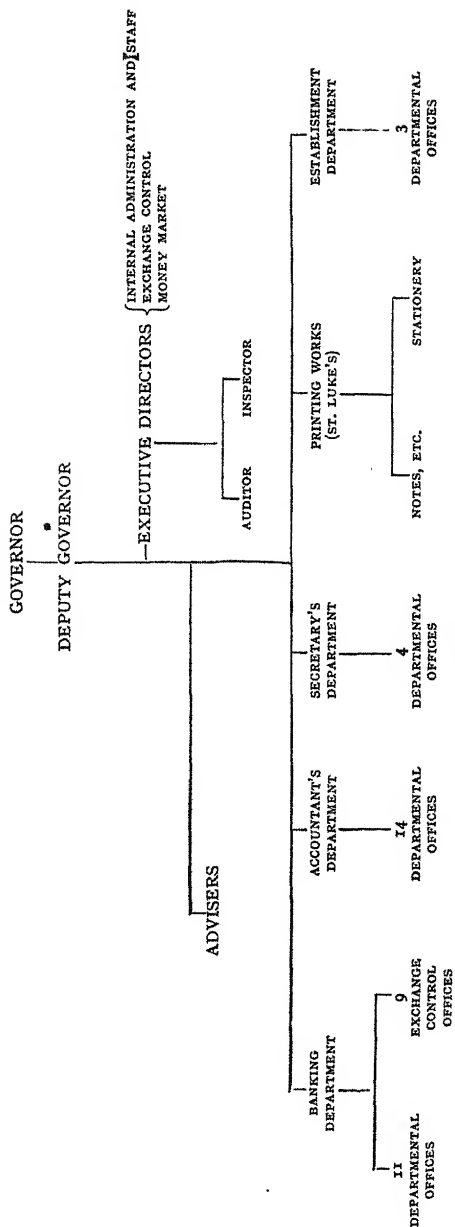 GOVERNOR
DEPUTY GOVERNOR
EXECUTIVE DIRECTORS
INTERNAL ADMINISTRATION AND STAFF
EXCHANGE CONTROL
MONEY MARKET
AUDITOR
INSPECTOR
ADVISERS
BANKING
DEPARTMENT
ACCOUNTANT'S
DEPARTMENT
SECRETARY'S
DEPARTMENT
PRINTING WORKS
(ST. LUKE'S)
ESTABLISHMENT
DEPARTMENT
11
DEPARTMENTAL
OFFICES
9
EXCHANGE
CONTROL
OFFICES
14
DEPARTMENTAL
OFFICES
4
DEPARTMENTAL
OFFICES
NOTES, ETC.
STATIONERY
3
DEPARTMENTAL
OFFICES